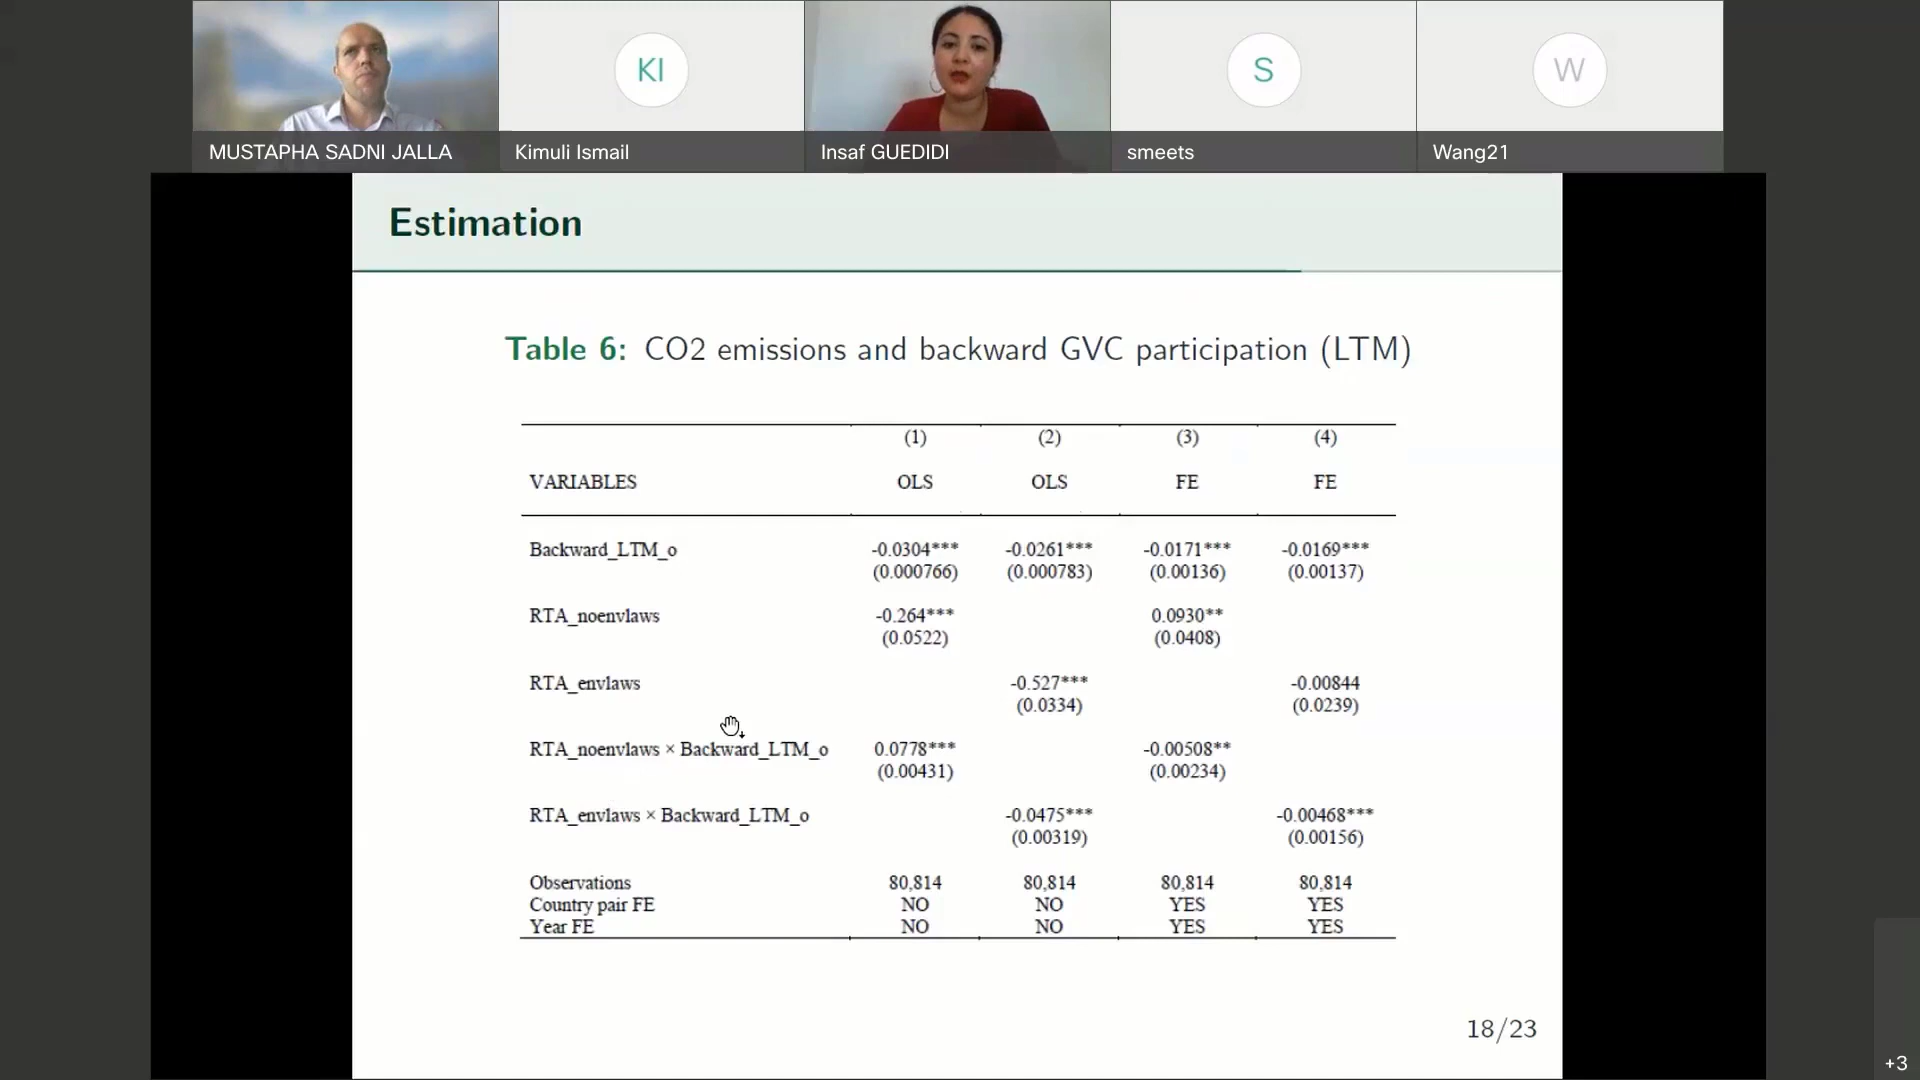 KI
S
W
MUSTAPHA SADNI JALLA
Kimuli Ismail
Insaf GUEDIDI
smeets
Wang21
Estimation
Table 6: CO2 emissions and backward GVC participation (LTM)
(1) (2) (3) (4)
VARIABLES OLS OLS FE FE
Backward_LTM_o -0.0304*** -0.0261*** -0.0171*** -0.0169***
(0.000766) (0.000783) (0.00136) (0.00137)
RTA_noenvlaws -0.264*** 0.0930**
(0.0522) (0.0408)
RTA_envlaws -0.527*** -0.00844
(0.0334) (0.0239)
RTA_noenvlaws × Backward_LTM_o 0.0778*** -0.00508**
(0.00431) (0.00234)
RTA_envlaws × Backward_LTM_o -0.0475*** -0.00468***
(0.00319) (0.00156)
Observations 80,814 80,814 80,814 80,814
Country pair FE NO NO YES YES
Year FE NO NO YES YES
18/23
+3